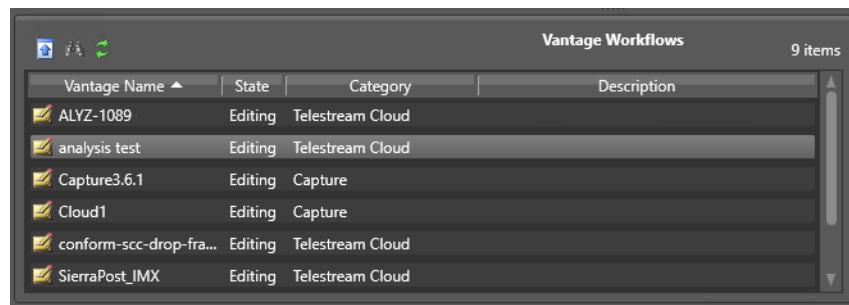 Vantage Workflows
9 items
Vantage Name State Category Description
ALYZ-1089 Editing Telestream Cloud
analysis test Editing Telestream Cloud
Capture3.6.1 Editing Capture
Cloud1 Editing Capture
conform-scc-drop-fra... Editing Telestream Cloud
SierraPost_IMX Editing Telestream Cloud